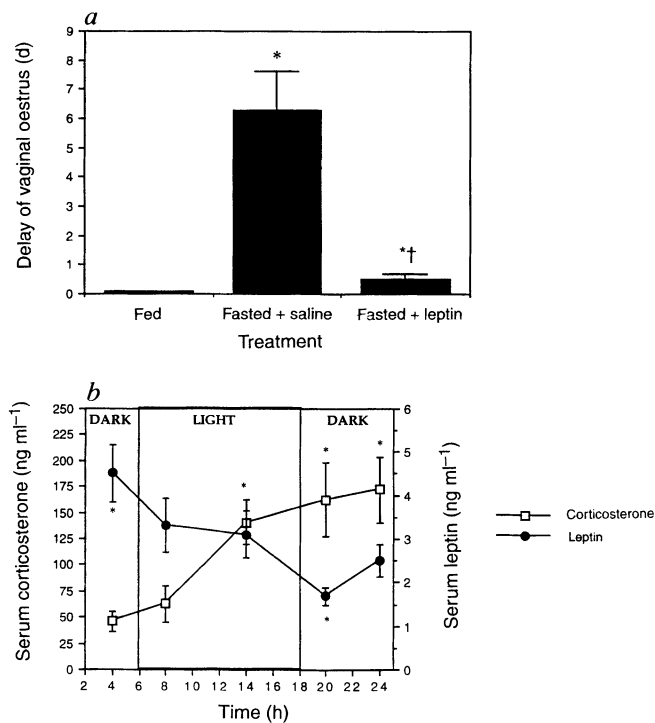 a
Delay of vaginal oestrus (d)
9
8
7
6
5
4
3
2
1
0
*
*†
Fed Fasted + saline Fasted + leptin
Treatment
b
DARK LIGHT DARK
Serum corticosterone (ng ml⁻¹)
250
225
200
175
150
125
100
75
50
25
0
* * * * *
Serum leptin (ng ml⁻¹)
6
5
4
3
2
1
0
2 4 6 8 10 12 14 16 18 20 22 24
Time (h)
Corticosterone
Leptin